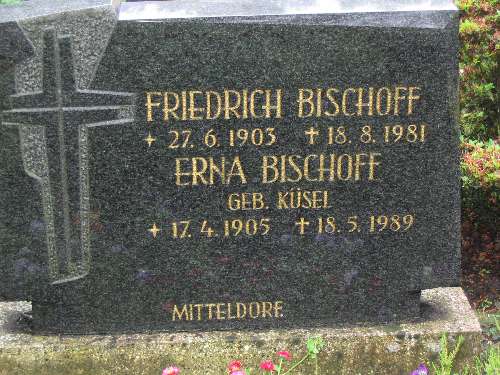 FRIEDRICH BISCHOFF
✦ 27. 6. 1903 ✝ 18. 8. 1981
ERNA BISCHOFF
GEB. KÜSEL
✦ 17. 4. 1905 ✝ 18. 5. 1989
MITTELDORF.